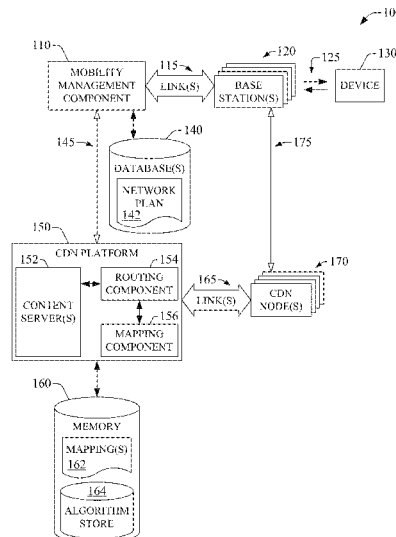 10
110
MOBILITY
MANAGEMENT
COMPONENT
115
LINK(S)
120
BASE
STATION(S)
125
130
DEVICE
145
140
DATABASE(S)
NETWORK
PLAN
142
175
150
CDN PLATFORM
152
CONTENT
SERVER(S)
154
ROUTING
COMPONENT
156
MAPPING
COMPONENT
165
LINK(S)
170
CDN
NODE(S)
160
MEMORY
MAPPING(S)
162
164
ALGORITHM
STORE